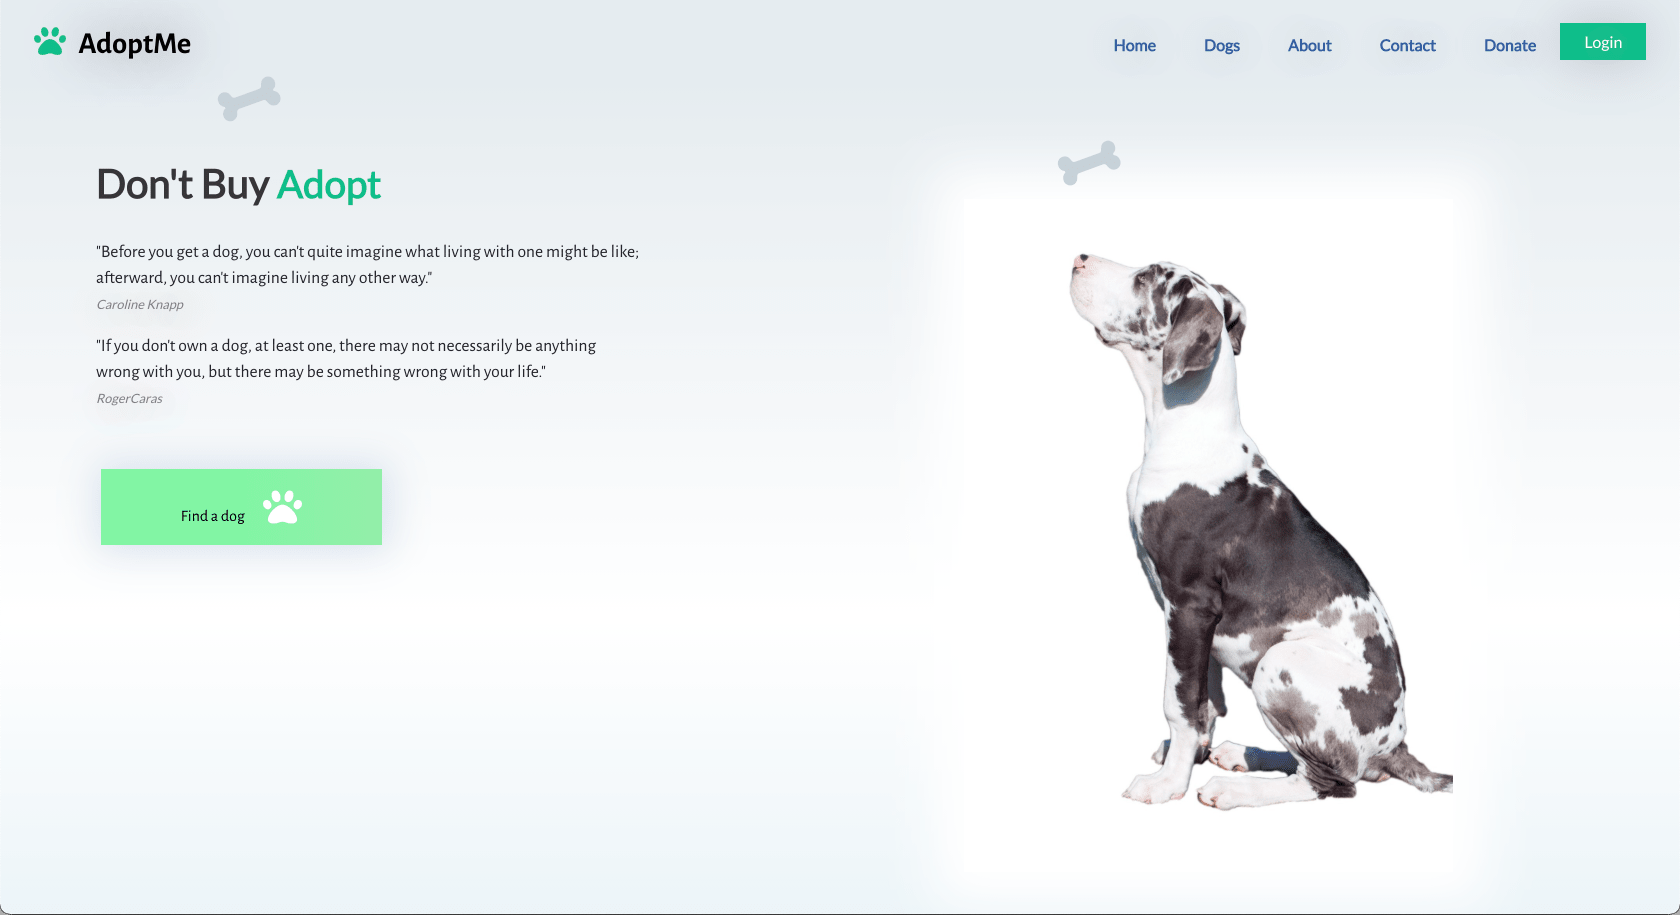 AdoptMe
Home Dogs About Contact Donate Login
Don't Buy Adopt
"Before you get a dog, you can't quite imagine what living with one might be like;
afterward, you can't imagine living any other way."
Caroline Knapp
"If you don't own a dog, at least one, there may not necessarily be anything
wrong with you, but there may be something wrong with your life."
RogerCaras
Find a dog